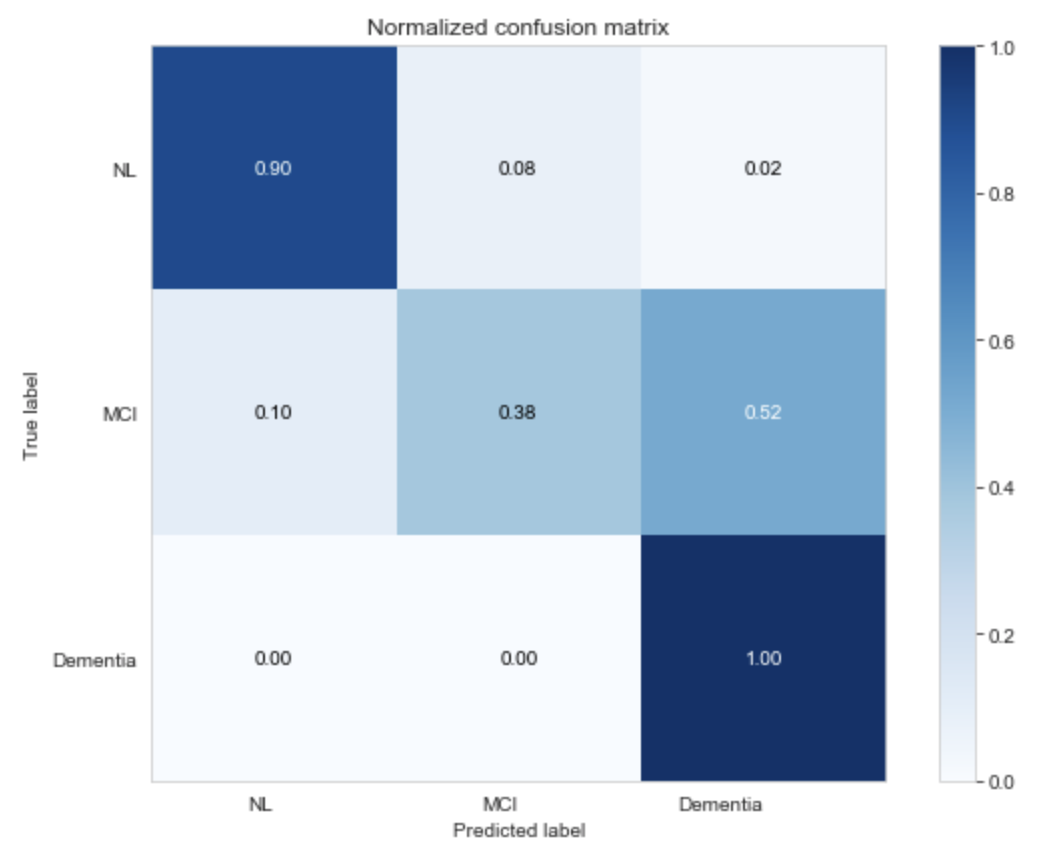 Normalized confusion matrix
NL
0.90
0.08
0.02
True label
MCI
0.10
0.38
0.52
Dementia
0.00
0.00
1.00
NL
MCI
Dementia
Predicted label
1.0
0.8
0.6
0.4
0.2
0.0